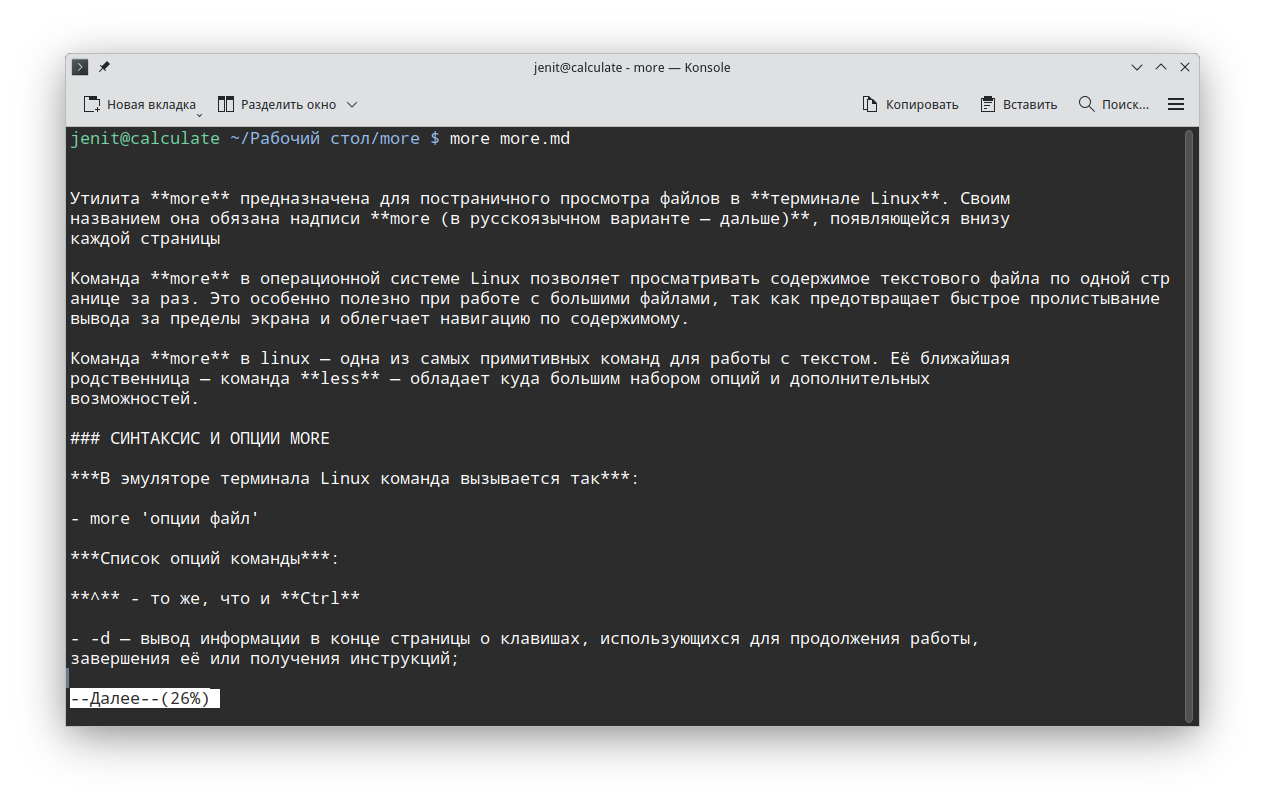 jenit@calculate - more — Konsole
Новая вкладка Разделить окно Копировать Вставить Поиск...
jenit@calculate ~/Рабочий стол/more $ more more.md
Утилита **more** предназначена для постраничного просмотра файлов в **терминале Linux**. Своим
названием она обязана надписи **more (в русскоязычном варианте — дальше)**, появляющейся внизу
каждой страницы
Команда **more** в операционной системе Linux позволяет просматривать содержимое текстового файла по одной стр
анице за раз. Это особенно полезно при работе с большими файлами, так как предотвращает быстрое пролистывание
вывода за пределы экрана и облегчает навигацию по содержимому.
Команда **more** в linux — одна из самых примитивных команд для работы с текстом. Её ближайшая
родственница — команда **less** — обладает куда большим набором опций и дополнительных
возможностей.
### СИНТАКСИС И ОПЦИИ MORE
***В эмуляторе терминала Linux команда вызывается так***:
- more 'опции файл'
***Список опций команды***:
**^** - то же, что и **Ctrl**
- -d — вывод информации в конце страницы о клавишах, использующихся для продолжения работы,
завершения её или получения инструкций;
--Далее--(26%)